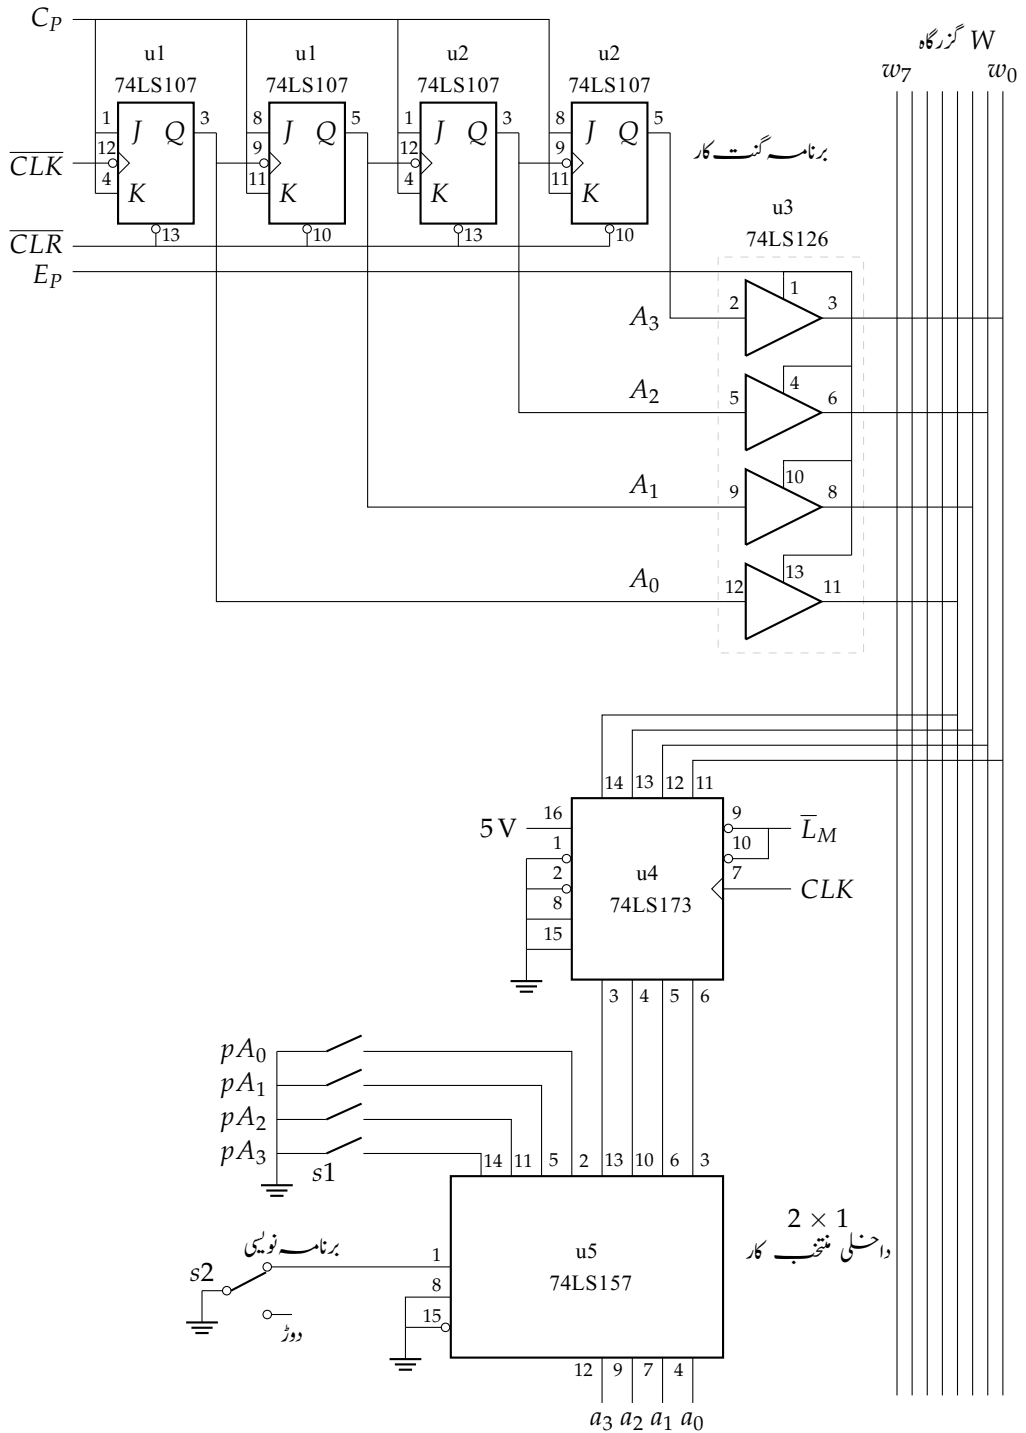 C_P
W گزرگاہ
u1 u1 u2 u2
w_7 w_0
74LS107 74LS107 74LS107 74LS107
1 J Q 3 8 J Q 5 1 J Q 3 8 J Q 5
برنامہ گنت کار
\overline{CLK} 12 9 12 9
4 K 11 K 4 K 11 K
u3
\overline{CLR} 13 10 13 10
74LS126
E_P
1
A_3 2 3
4
A_2 5 6
10
A_1 9 8
13
A_0 12 11
14 13 12 11
5 V 16 9 \overline{L}_M
1 10
2 u4 7 CLK
8 74LS173
15
3 4 5 6
pA_0
pA_1
pA_2
pA_3
s1 14 11 5 2 13 10 6 3
2 × 1
داخلی منتخب کار
برنامہ نویسی
1 u5
s2 8 74LS157
15
دوڑ
12 9 7 4
a_3 a_2 a_1 a_0